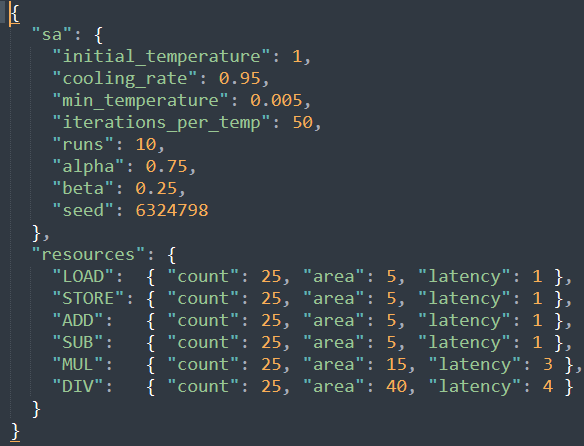 {
  "sa": {
    "initial_temperature": 1,
    "cooling_rate": 0.95,
    "min_temperature": 0.005,
    "iterations_per_temp": 50,
    "runs": 10,
    "alpha": 0.75,
    "beta": 0.25,
    "seed": 6324798
  },
  "resources": {
    "LOAD":  { "count": 25, "area": 5, "latency": 1 },
    "STORE": { "count": 25, "area": 5, "latency": 1 },
    "ADD":   { "count": 25, "area": 5, "latency": 1 },
    "SUB":   { "count": 25, "area": 5, "latency": 1 },
    "MUL":   { "count": 25, "area": 15, "latency": 3 },
    "DIV":   { "count": 25, "area": 40, "latency": 4 }
  }
}